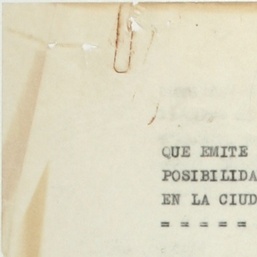 QUE EMITE
POSIBILIDA
EN LA CIUD
= = = = =